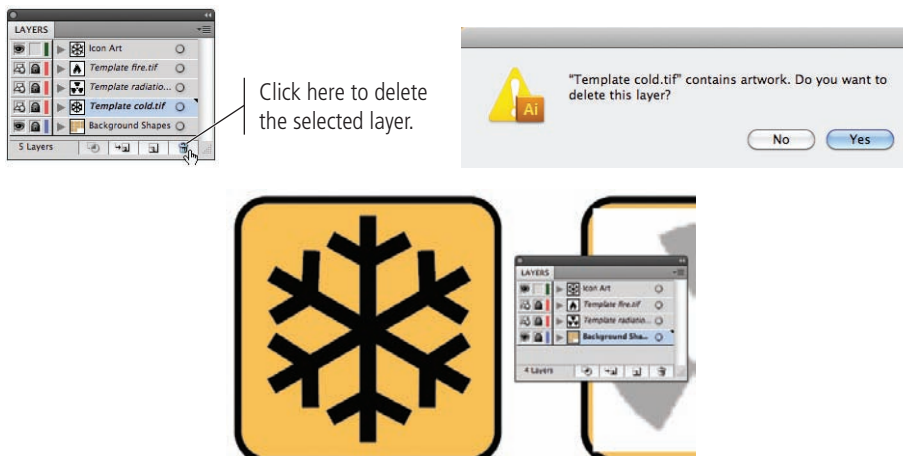 LAYERS
Icon Art
Template fire.tif
Template radiatio...
Template cold.tif
Background Shapes
5 Layers
Click here to delete
the selected layer.
"Template cold.tif" contains artwork. Do you want to
delete this layer?
Ai
No
Yes
LAYERS
Icon Art
Template fire.tif
Template radiatio...
Background Sha...
4 Layers